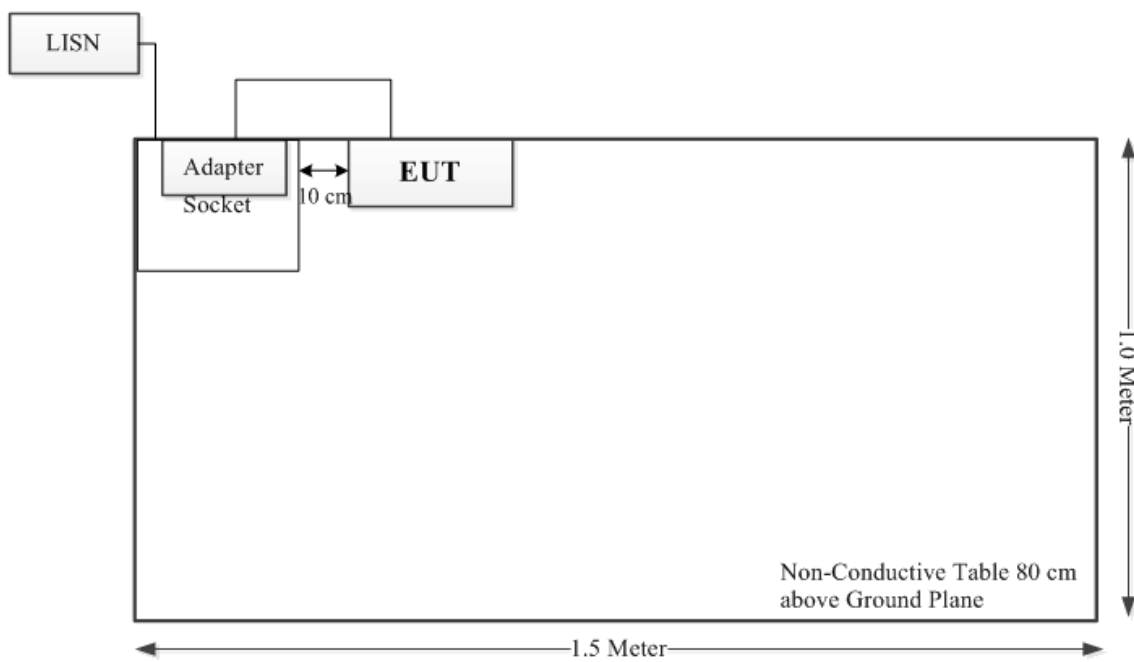 LISN
Adapter
Socket
10 cm
EUT
1.0 Meter
Non-Conductive Table 80 cm
above Ground Plane
1.5 Meter